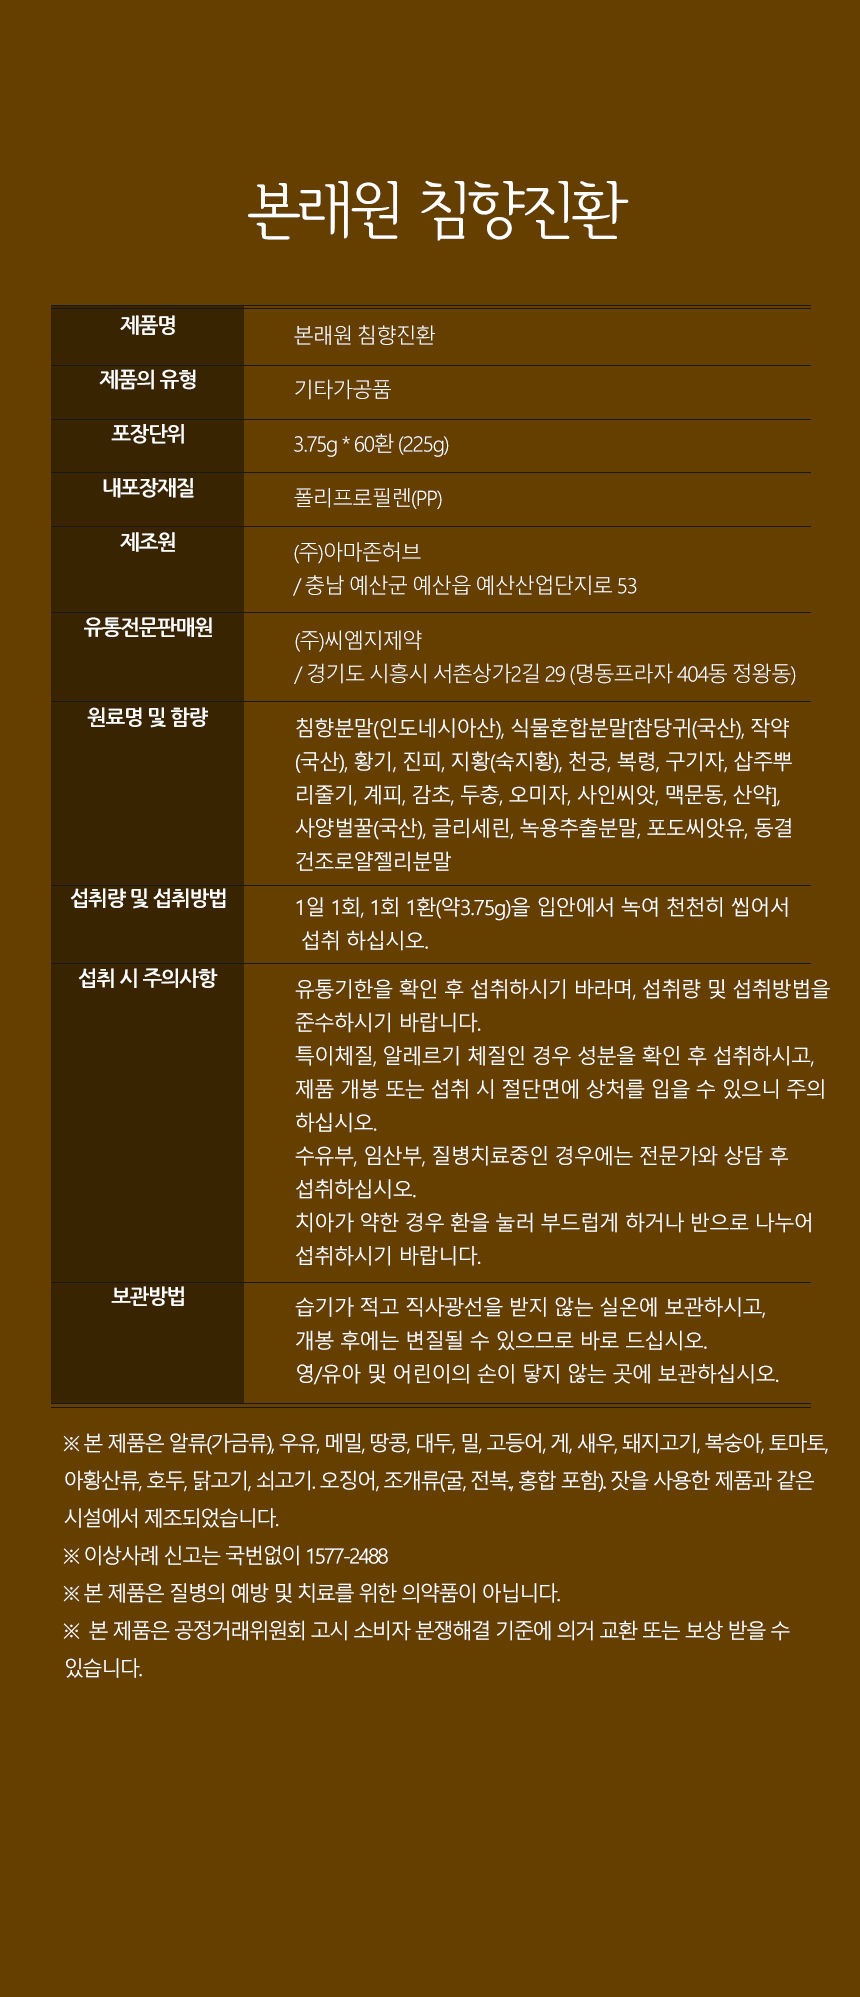 본래원 침향진환
제품명
본래원 침향진환
제품의 유형
기타가공품
포장단위
3.75g * 60환 (225g)
내포장재질
폴리프로필렌(PP)
제조원
(주)아마존허브
/ 충남 예산군 예산읍 예산산업단지로 53
유통전문판매원
(주)씨엠지제약
/ 경기도 시흥시 서촌상가2길 29 (명동프라자 404동 정왕동)
원료명 및 함량
침향분말(인도네시아산), 식물혼합분말[참당귀(국산), 작약
(국산), 황기, 진피, 지황(숙지황), 천궁, 복령, 구기자, 삽주뿌
리줄기, 계피, 감초, 두충, 오미자, 사인씨앗, 맥문동, 산약],
사양벌꿀(국산), 글리세린, 녹용추출분말, 포도씨앗유, 동결
건조로얄젤리분말
섭취량 및 섭취방법
1일 1회, 1회 1환(약3.75g)을 입안에서 녹여 천천히 씹어서
섭취 하십시오.
섭취 시 주의사항
유통기한을 확인 후 섭취하시기 바라며, 섭취량 및 섭취방법을
준수하시기 바랍니다.
특이체질, 알레르기 체질인 경우 성분을 확인 후 섭취하시고,
제품 개봉 또는 섭취 시 절단면에 상처를 입을 수 있으니 주의
하십시오.
수유부, 임산부, 질병치료중인 경우에는 전문가와 상담 후
섭취하십시오.
치아가 약한 경우 환을 눌러 부드럽게 하거나 반으로 나누어
섭취하시기 바랍니다.
보관방법
습기가 적고 직사광선을 받지 않는 실온에 보관하시고,
개봉 후에는 변질될 수 있으므로 바로 드십시오.
영/유아 및 어린이의 손이 닿지 않는 곳에 보관하십시오.
※ 본 제품은 알류(가금류), 우유, 메밀, 땅콩, 대두, 밀, 고등어, 게, 새우, 돼지고기, 복숭아, 토마토,
아황산류, 호두, 닭고기, 쇠고기. 오징어, 조개류(굴, 전복., 홍합 포함). 잣을 사용한 제품과 같은
시설에서 제조되었습니다.
※ 이상사례 신고는 국번없이 1577-2488
※ 본 제품은 질병의 예방 및 치료를 위한 의약품이 아닙니다.
※ 본 제품은 공정거래위원회 고시 소비자 분쟁해결 기준에 의거 교환 또는 보상 받을 수
있습니다.